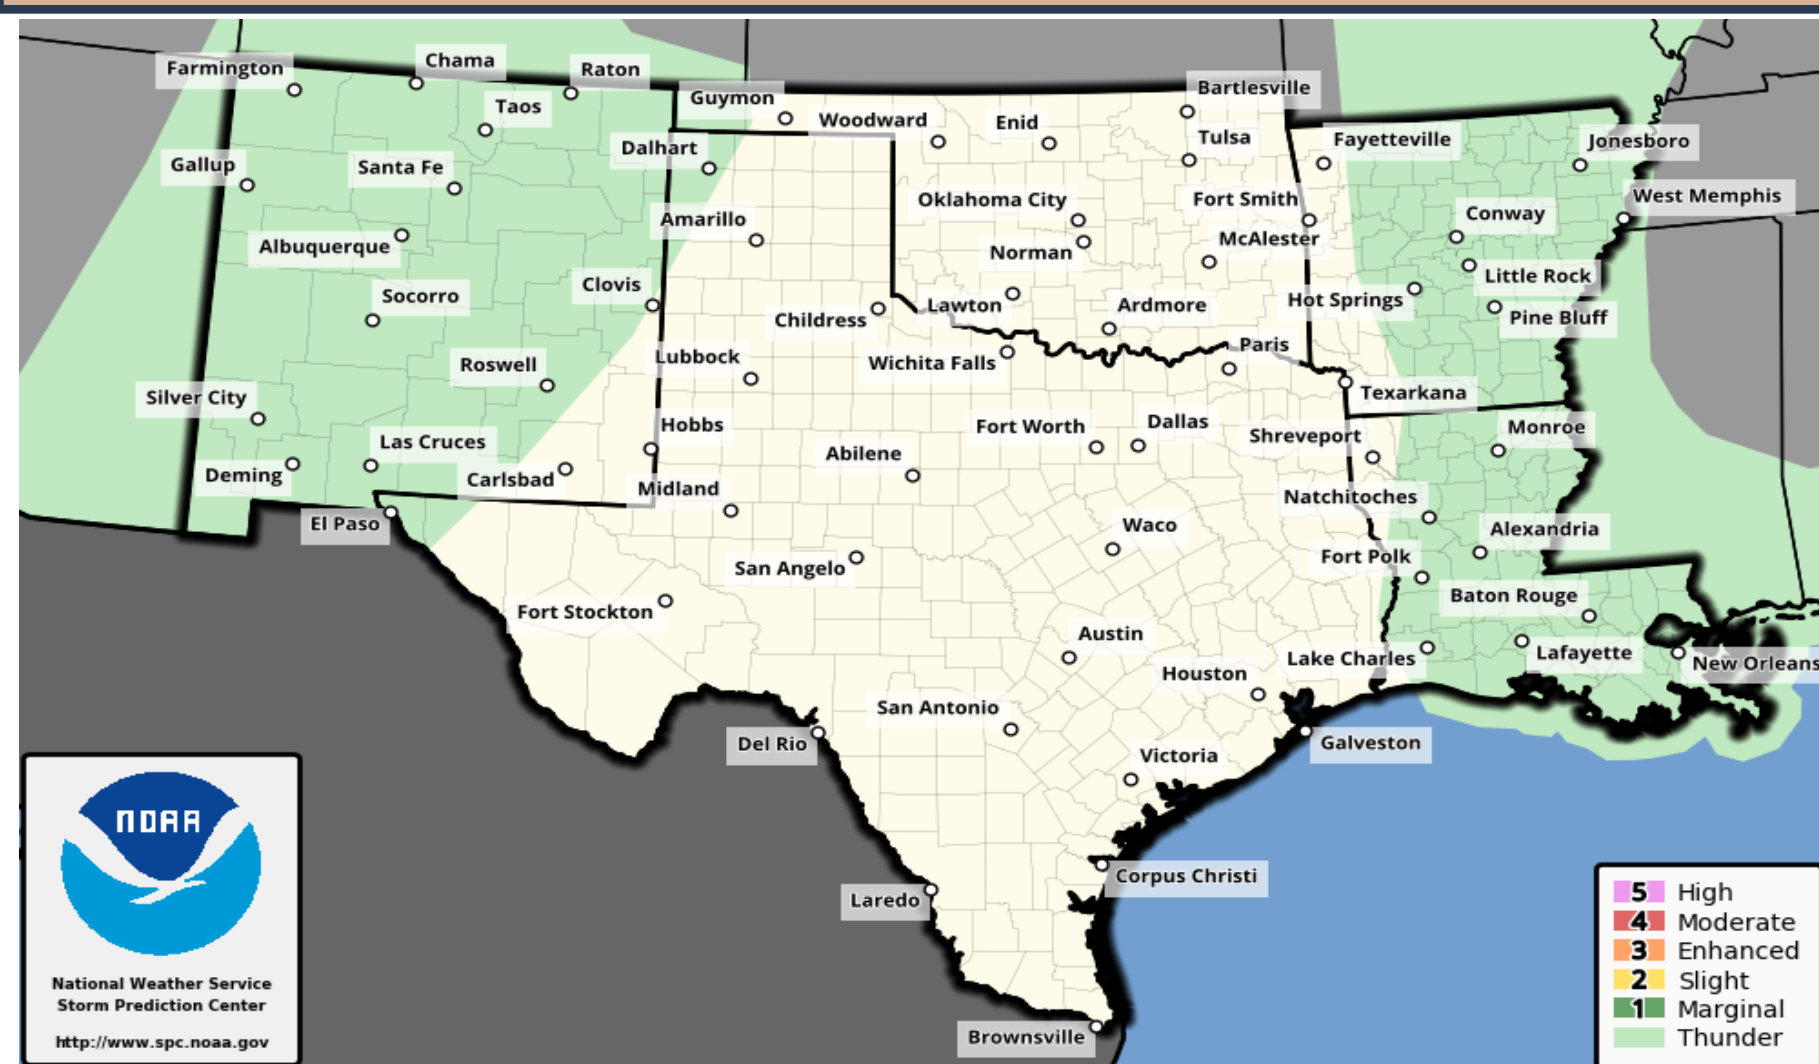 Farmington
Chama
Raton
Taos
Guymon
Woodward
Enid
Bartlesville
Tulsa
Fayetteville
Jonesboro
Gallup
Santa Fe
Dalhart
Oklahoma City
Fort Smith
Conway
West Memphis
Albuquerque
Amarillo
Norman
McAlester
Little Rock
Socorro
Clovis
Childress
Lawton
Ardmore
Hot Springs
Pine Bluff
Roswell
Lubbock
Wichita Falls
Paris
Texarkana
Silver City
Las Cruces
Hobbs
Abilene
Fort Worth
Dallas
Shreveport
Monroe
Deming
Carlsbad
Midland
Natchitoches
El Paso
Waco
Alexandria
San Angelo
Fort Polk
Fort Stockton
Baton Rouge
Austin
Lake Charles
Lafayette
New Orleans
Houston
San Antonio
Del Rio
Victoria
Galveston
Laredo
Corpus Christi
Brownsville
NOAA
National Weather Service
Storm Prediction Center
http://www.spc.noaa.gov
5 High
4 Moderate
3 Enhanced
2 Slight
1 Marginal
Thunder